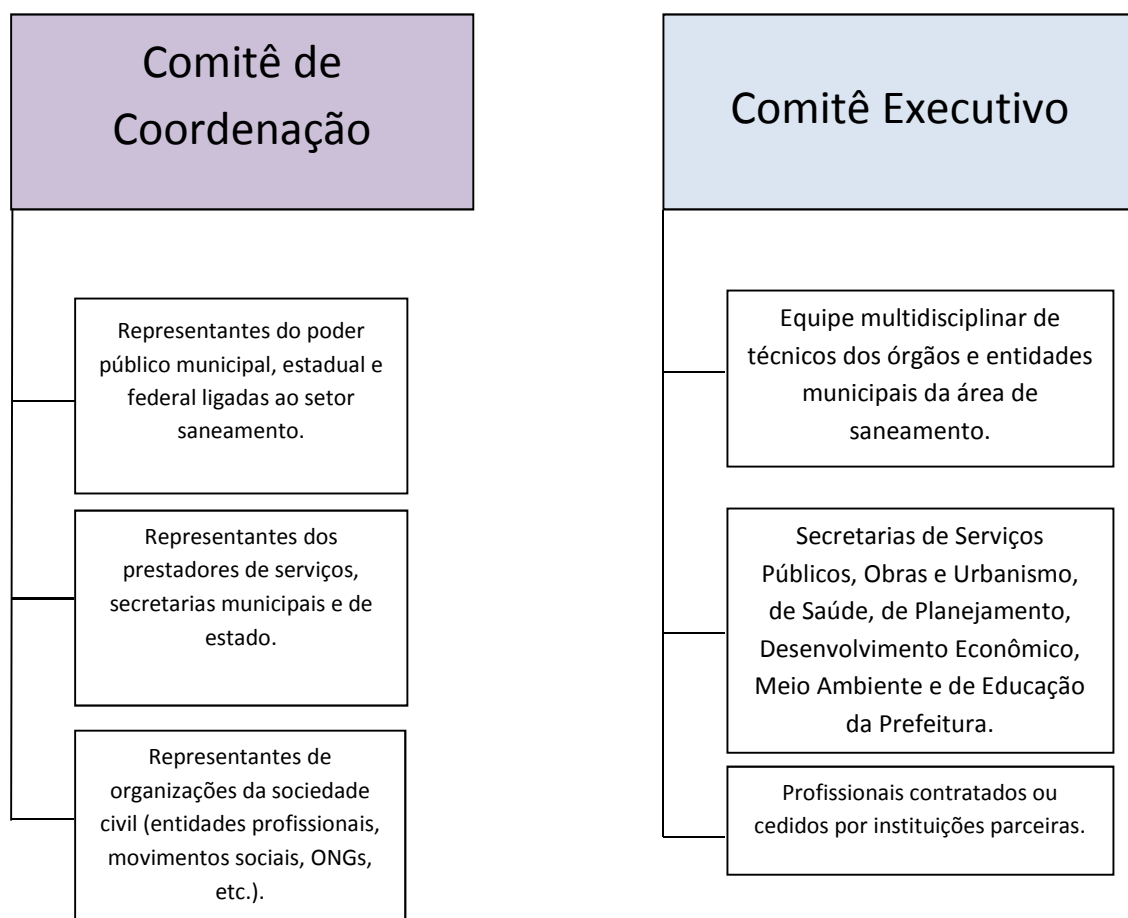 Comitê de
Coordenação
Representantes do poder
público municipal, estadual e
federal ligadas ao setor
saneamento.
Representantes dos
prestadores de serviços,
secretarias municipais e de
estado.
Representantes de
organizações da sociedade
civil (entidades profissionais,
movimentos sociais, ONGs,
etc.).
Comitê Executivo
Equipe multidisciplinar de
técnicos dos órgãos e entidades
municipais da área de
saneamento.
Secretarias de Serviços
Públicos, Obras e Urbanismo,
de Saúde, de Planejamento,
Desenvolvimento Econômico,
Meio Ambiente e de Educação
da Prefeitura.
Profissionais contratados ou
cedidos por instituições parceiras.